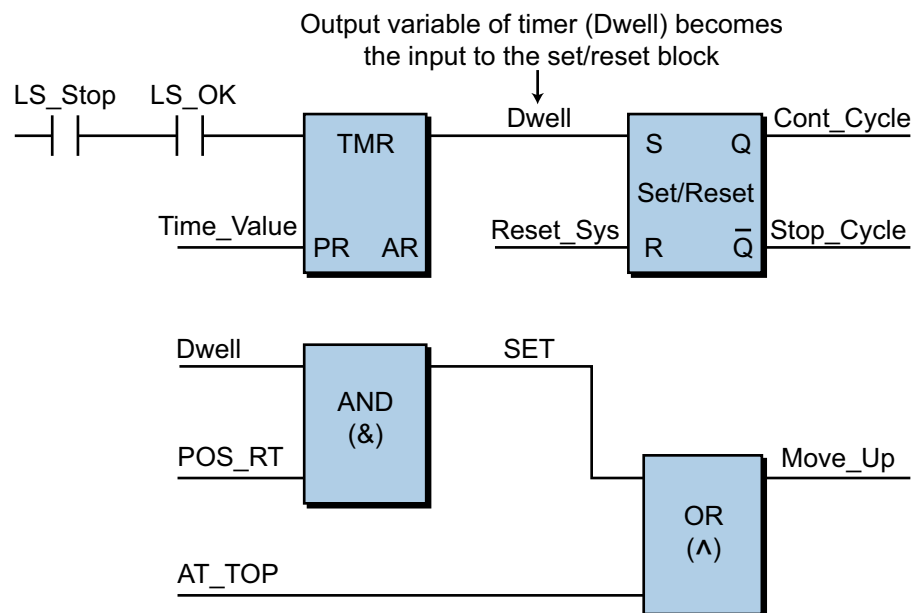 Output variable of timer (Dwell) becomes
the input to the set/reset block
LS_Stop LS_OK Dwell Cont_Cycle
TMR S Q
Set/Reset
Time_Value Reset_Sys Stop_Cycle
PR AR R Q̅
Dwell SET
AND
(&)
POS_RT Move_Up
OR
(∧)
AT_TOP